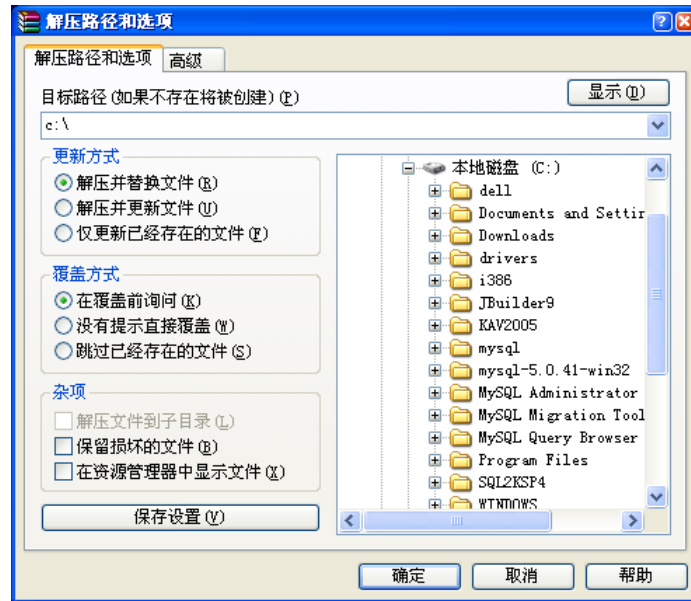 解压路径和选项
解压路径和选项 高级
目标路径(如果不存在将被创建)(P)
显示(D)
c:\
更新方式
解压并替换文件(R)
解压并更新文件(U)
仅更新已经存在的文件(F)
覆盖方式
在覆盖前询问(K)
没有提示直接覆盖(W)
跳过已经存在的文件(S)
杂项
解压文件到子目录(L)
保留损坏的文件(B)
在资源管理器中显示文件(X)
保存设置(V)
本地磁盘 (C:)
dell
Documents and Settir
Downloads
drivers
i386
JBuilder9
KAV2005
mysql
mysql-5.0.41-win32
MySQL Administrator
MySQL Migration Tool
MySQL Query Browser
Program Files
SQL2KSP4
WINDOWS
确定 取消 帮助